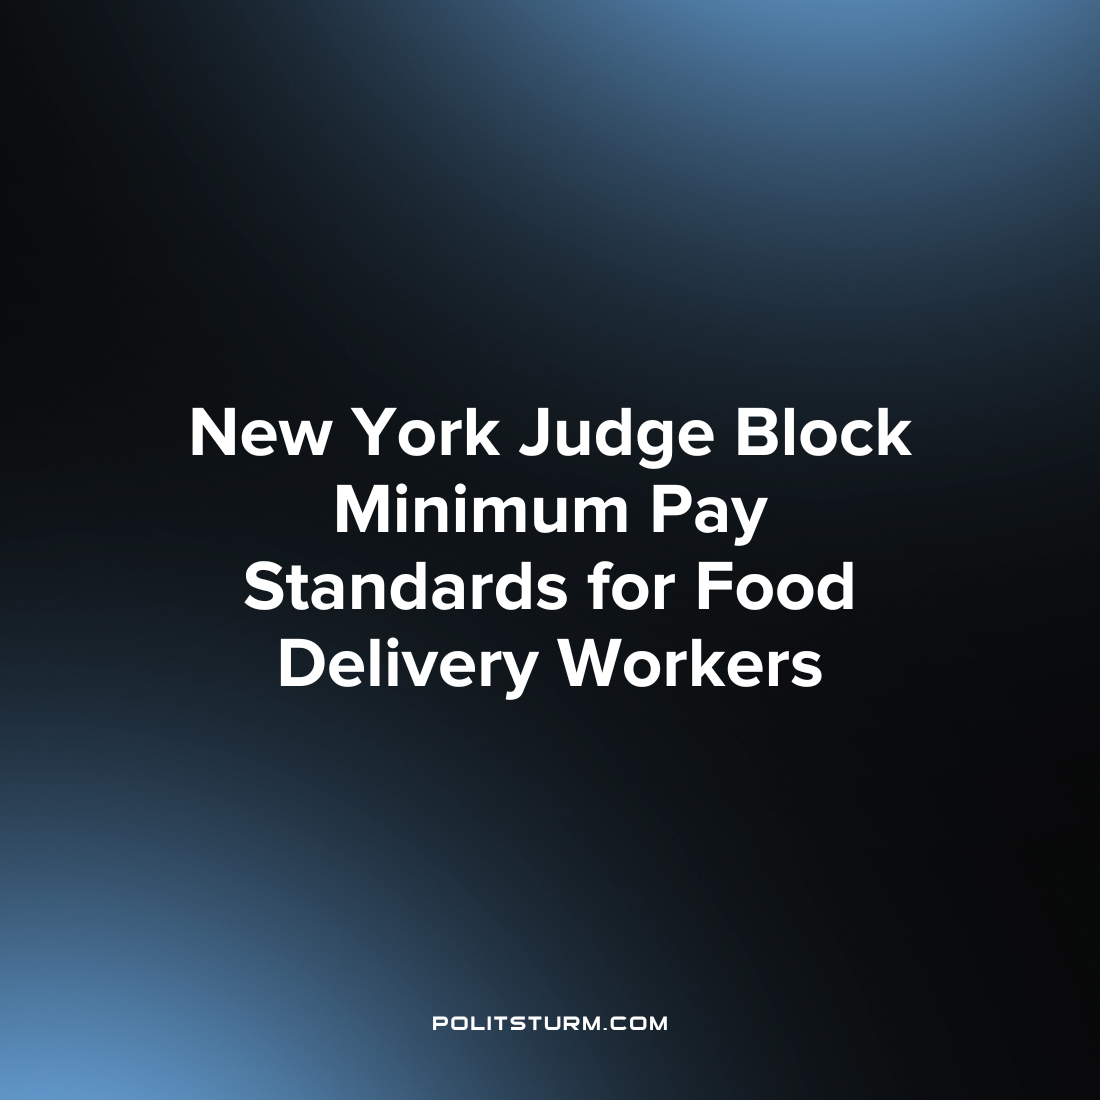 New York Judge Block
Minimum Pay
Standards for Food
Delivery Workers
POLITSTURM.COM